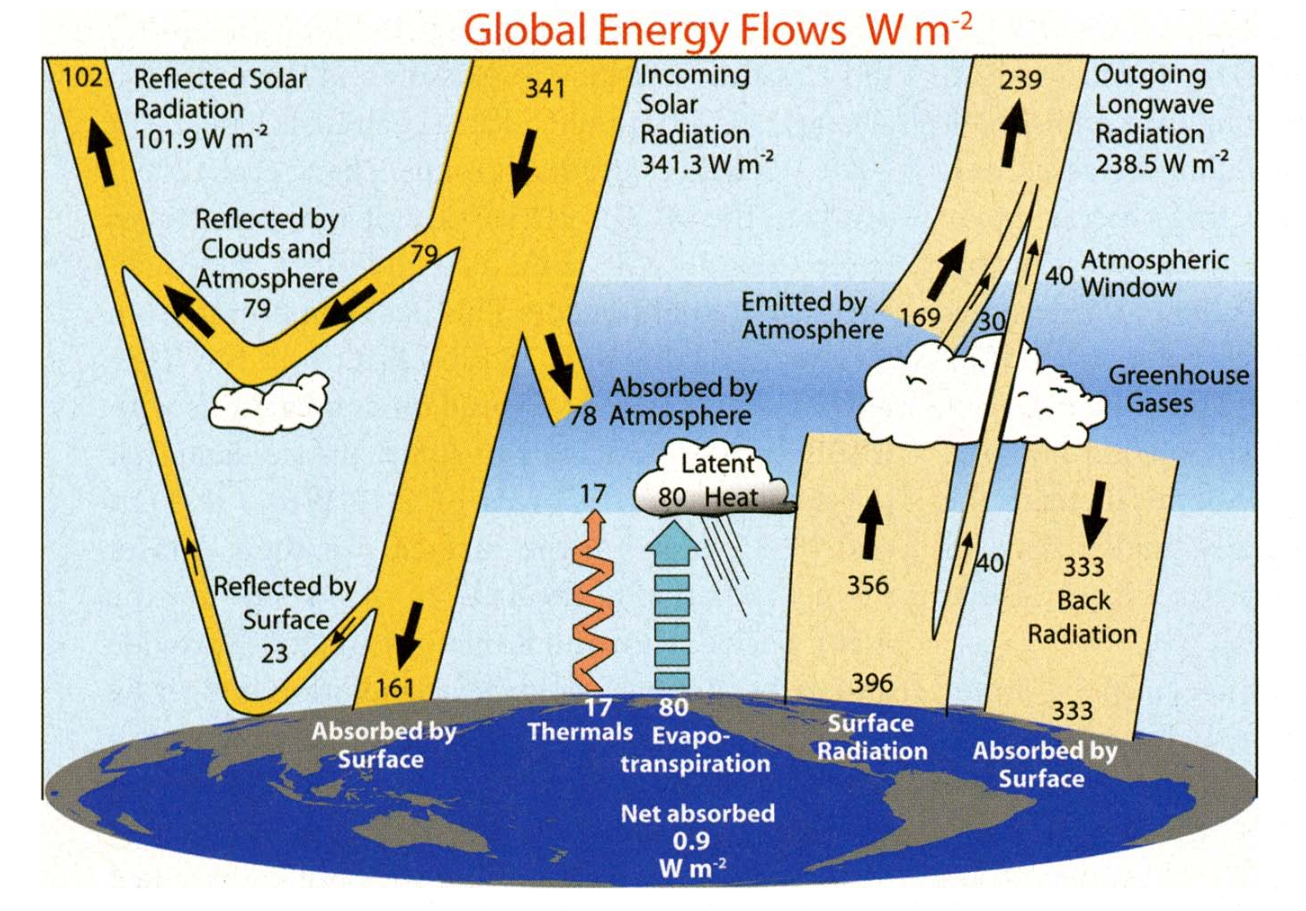 Global Energy Flows W m⁻²
102
Reflected Solar
Radiation
101.9 W m⁻²
341
Incoming
Solar
Radiation
341.3 W m⁻²
239
Outgoing
Longwave
Radiation
238.5 W m⁻²
Reflected by
Clouds and
Atmosphere
79
79
Emitted by
Atmosphere
169
30
40
Atmospheric
Window
Greenhouse
Gases
Absorbed by
78 Atmosphere
17
Latent
80 Heat
356
40
333
Back
Radiation
Reflected by
Surface
23
161
Absorbed by
Surface
17
Thermals
80
Evapo-
transpiration
396
Surface
Radiation
333
Absorbed by
Surface
Net absorbed
0.9
W m⁻²